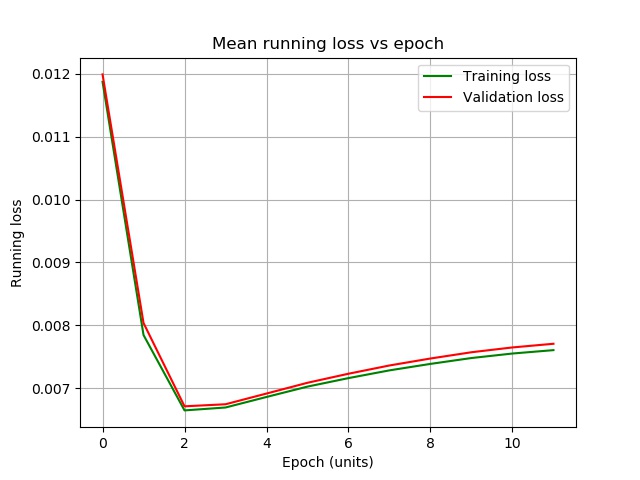 Mean running loss vs epoch
Training loss
Validation loss
0.012
0.011
0.010
0.009
0.008
0.007
Running loss
0 2 4 6 8 10
Epoch (units)